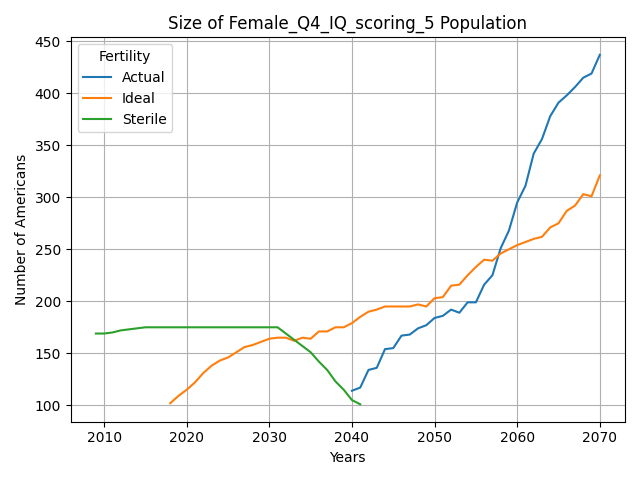 Size of Female_Q4_IQ_scoring_5 Population
Number of Americans
450
400
350
300
250
200
150
100
Fertility
Actual
Ideal
Sterile
2010 2020 2030 2040 2050 2060 2070
Years